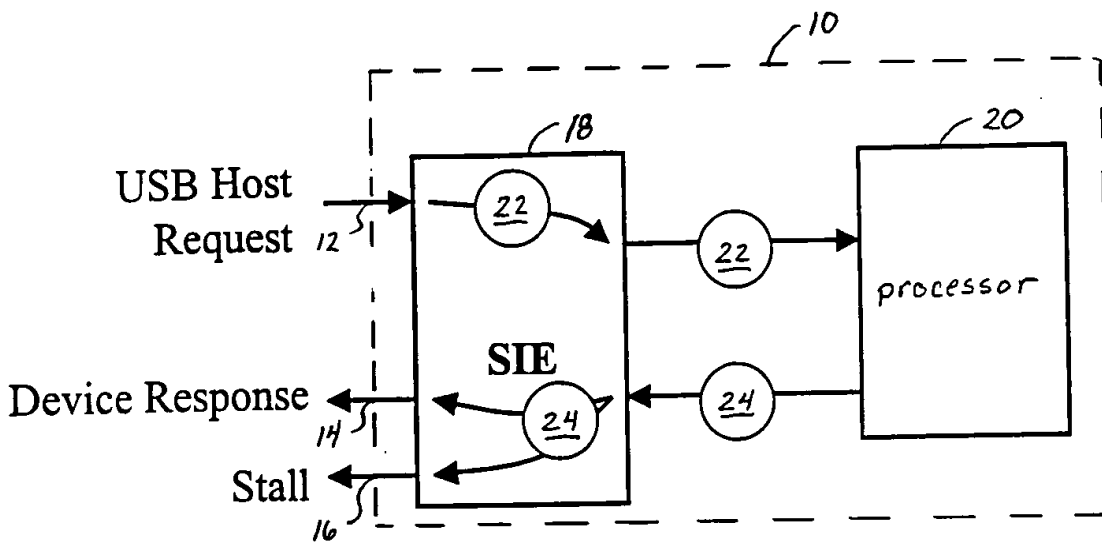 10
18
20
USB Host
Request
12
22
22
processor
SIE
Device Response
14
24
24
Stall
16